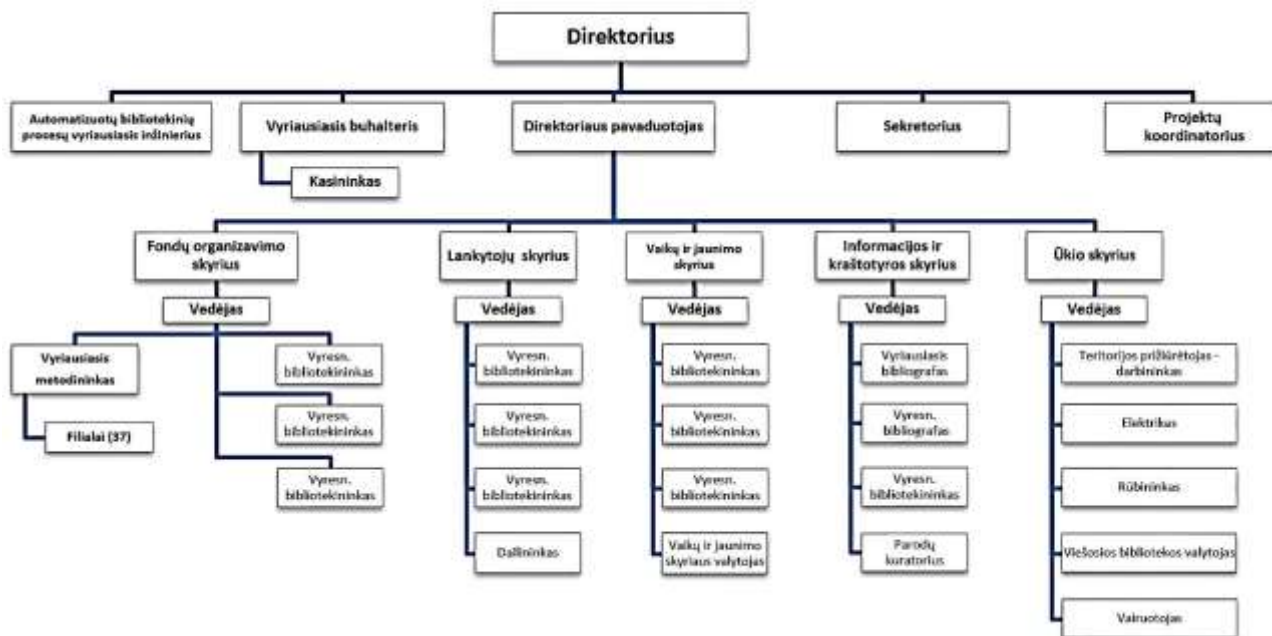 Direktorius
Automatizuotų bibliotekinių
procesų vyriausiasis inžinierius
Vyriausiasis buhalteris
Direktoriaus pavaduotojas
Sekretorius
Projektų
koordinatorius
Kasininkas
Fondų organizavimo
skyrius
Lankytojų skyrius
Vaikų ir jaunimo
skyrius
Informacijos ir
kraštotyros skyrius
Ūkio skyrius
Vedėjas
Vedėjas
Vedėjas
Vedėjas
Vedėjas
Vyriausiasis
metodininkas
Filialai (37)
Vyresn.
bibliotekininkas
Vyresn.
bibliotekininkas
Vyresn.
bibliotekininkas
Vyresn.
bibliotekininkas
Vyresn.
bibliotekininkas
Vyresn.
bibliotekininkas
Dailininkas
Vyresn.
bibliotekininkas
Vyresn.
bibliotekininkas
Vyresn.
bibliotekininkas
Vaikų ir jaunimo
skyriaus valytojas
Vyriausiasis
bibliografas
Vyresn.
bibliografas
Vyresn.
bibliotekininkas
Parodų
kuratorius
Teritorijos prižiūrėtojas -
darbininkas
Elektrikas
Rūbininkas
Viešosios bibliotekos valytojas
Vairuotojas